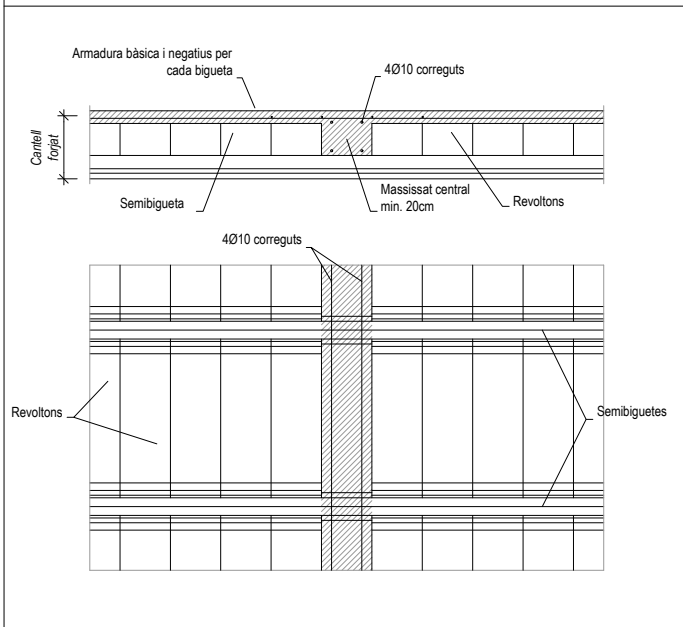 Armadura bàsica i negatius per
cada bigueta
4Ø10 correguts
Cantell
forjat
Semibigueta
Massissat central
min. 20cm
Revoltons
4Ø10 correguts
Revoltons
Semibiguetes